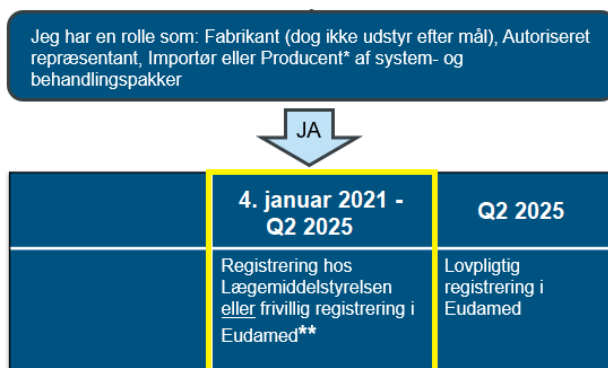 Jeg har en rolle som: Fabrikant (dog ikke udstyr efter mål), Autoriseret
repræsentant, Importør eller Producent* af system- og
behandlingspakker
JA
4. januar 2021 -
Q2 2025
Q2 2025
Registrering hos
Lægemiddelstyrelsen
eller frivillig registrering i
Eudamed**
Lovpligtig
registrering i
Eudamed